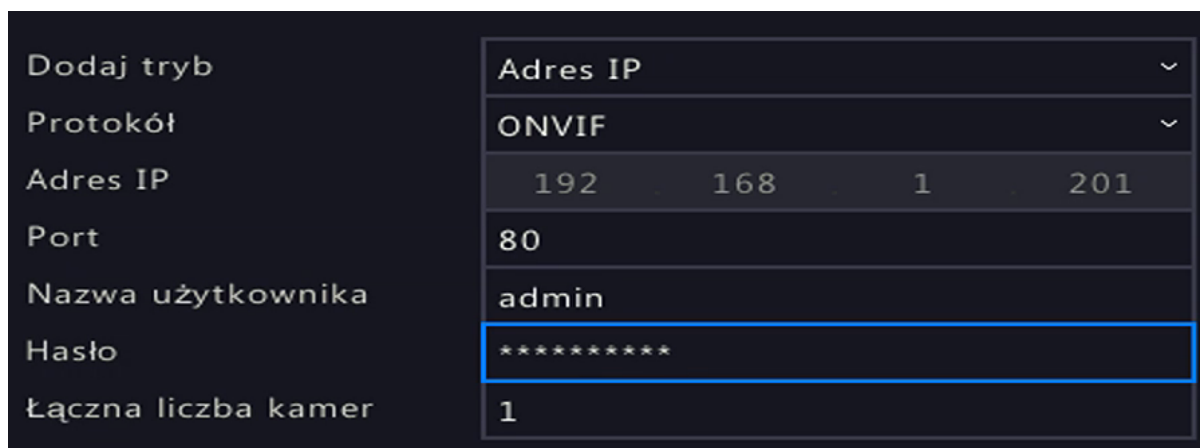 Dodaj tryb Adres IP
Protokół ONVIF
Adres IP 192 . 168 . 1 . 201
Port 80
Nazwa użytkownika admin
Hasło **********
Łączna liczba kamer 1